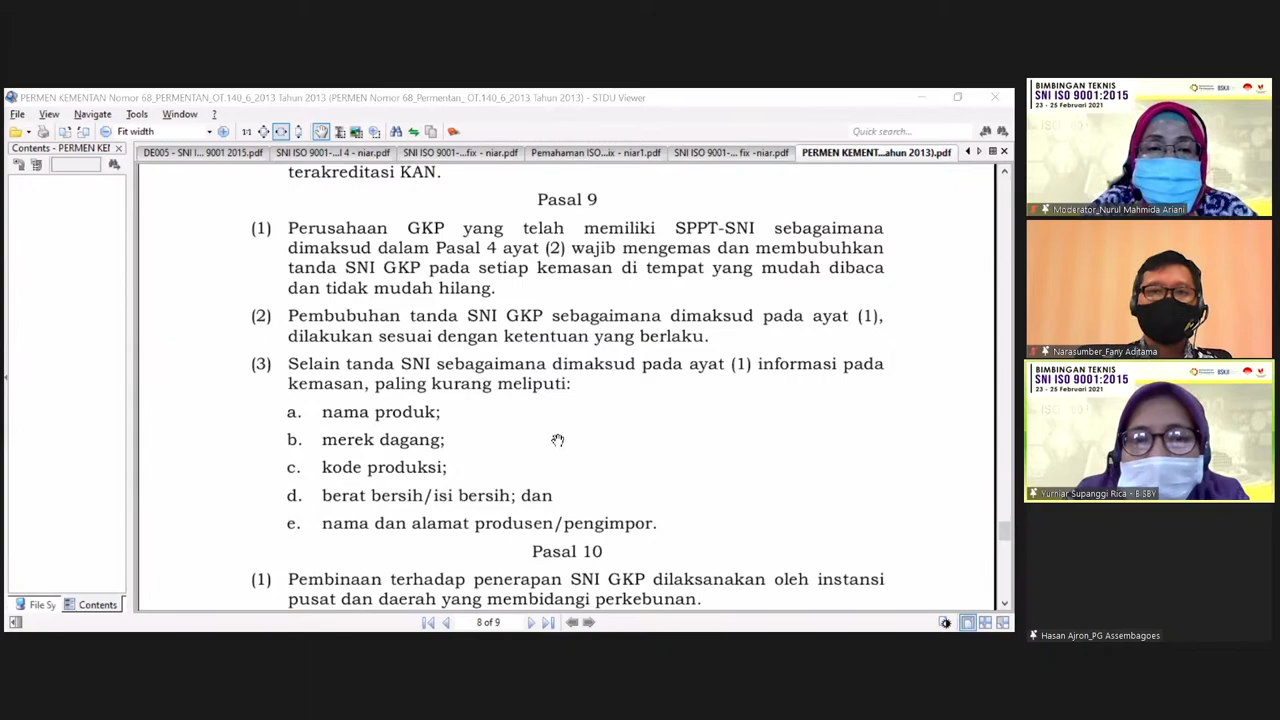 PERMEN KEMENTAN Nomor 68_PERMENTAN_OT.140_6_2013 Tahun 2013 (PERMEN Nomor 68_Permentan_ OT.140_6_2013 Tahun 2013) - STDU Viewer
File View Navigate Tools Window ?
Fit width
1:1
Quick search...
Contents - PERMEN KEI
DE005 - SNI I... 9001 2015.pdf
SNI ISO 9001-...l 4 - niar.pdf
SNI ISO 9001-...fix - niar.pdf
Pemahaman ISO...ix - niar1.pdf
SNI ISO 9001-... fix -niar.pdf
PERMEN KEMENT...ahun 2013).pdf
terakreditasi KAN.
Pasal 9
(1) Perusahaan GKP yang telah memiliki SPPT-SNI sebagaimana
dimaksud dalam Pasal 4 ayat (2) wajib mengemas dan membubuhkan
tanda SNI GKP pada setiap kemasan di tempat yang mudah dibaca
dan tidak mudah hilang.
(2) Pembubuhan tanda SNI GKP sebagaimana dimaksud pada ayat (1),
dilakukan sesuai dengan ketentuan yang berlaku.
(3) Selain tanda SNI sebagaimana dimaksud pada ayat (1) informasi pada
kemasan, paling kurang meliputi:
a. nama produk;
b. merek dagang;
c. kode produksi;
d. berat bersih/isi bersih; dan
e. nama dan alamat produsen/pengimpor.
Pasal 10
(1) Pembinaan terhadap penerapan SNI GKP dilaksanakan oleh instansi
pusat dan daerah yang membidangi perkebunan.
File Sy
Contents
8 of 9
BIMBINGAN TEKNIS
SNI ISO 9001:2015
23 - 25 Februari 2021
Moderator_Nurul Mahmida Ariani
Narasumber_Fany Aditama
BIMBINGAN TEKNIS
SNI ISO 9001:2015
23 - 25 Februari 2021
Yurniar Supanggi Rica - BISBY
Hasan Ajron_PG Assembagoes